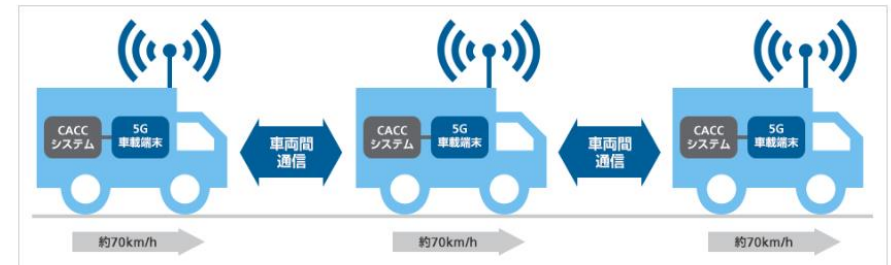 CACC
システム
5G
車載端末
車両間
通信
CACC
システム
5G
車載端末
車両間
通信
CACC
システム
5G
車載端末
約70km/h
約70km/h
約70km/h